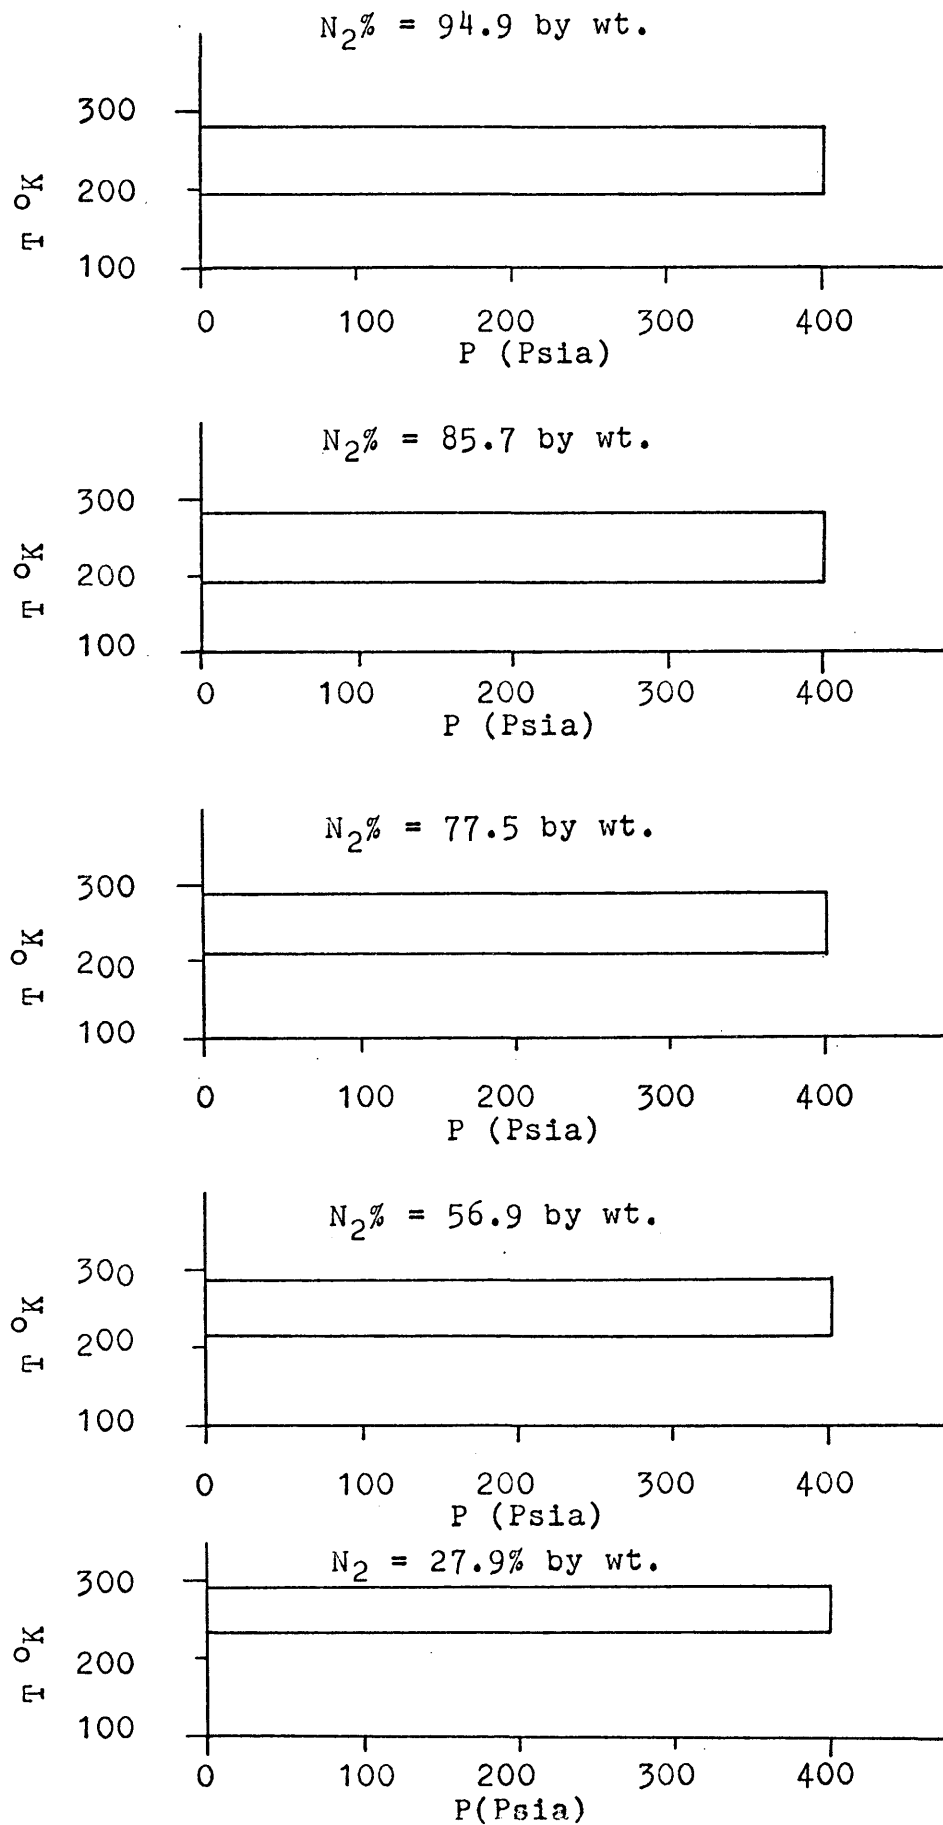 N2% = 94.9 by wt.
300
200
100
T °K
0 100 200 300 400
P (Psia)
N2% = 85.7 by wt.
300
200
100
T °K
0 100 200 300 400
P (Psia)
N2% = 77.5 by wt.
300
200
100
T °K
0 100 200 300 400
P (Psia)
N2% = 56.9 by wt.
300
200
100
T °K
0 100 200 300 400
P (Psia)
N2 = 27.9% by wt.
300
200
100
T °K
0 100 200 300 400
P(Psia)